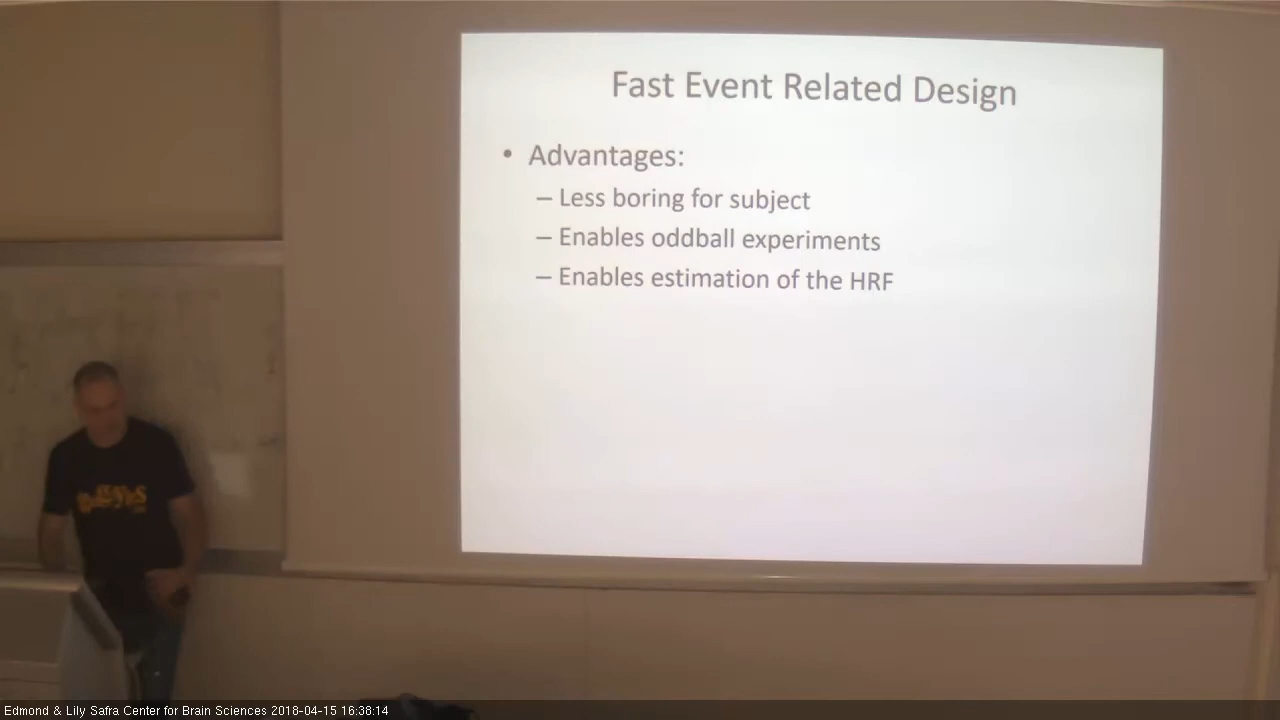 Fast Event Related Design
• Advantages:
– Less boring for subject
– Enables oddball experiments
– Enables estimation of the HRF
Edmond & Lily Safra Center for Brain Sciences 2018-04-15 16:38:14